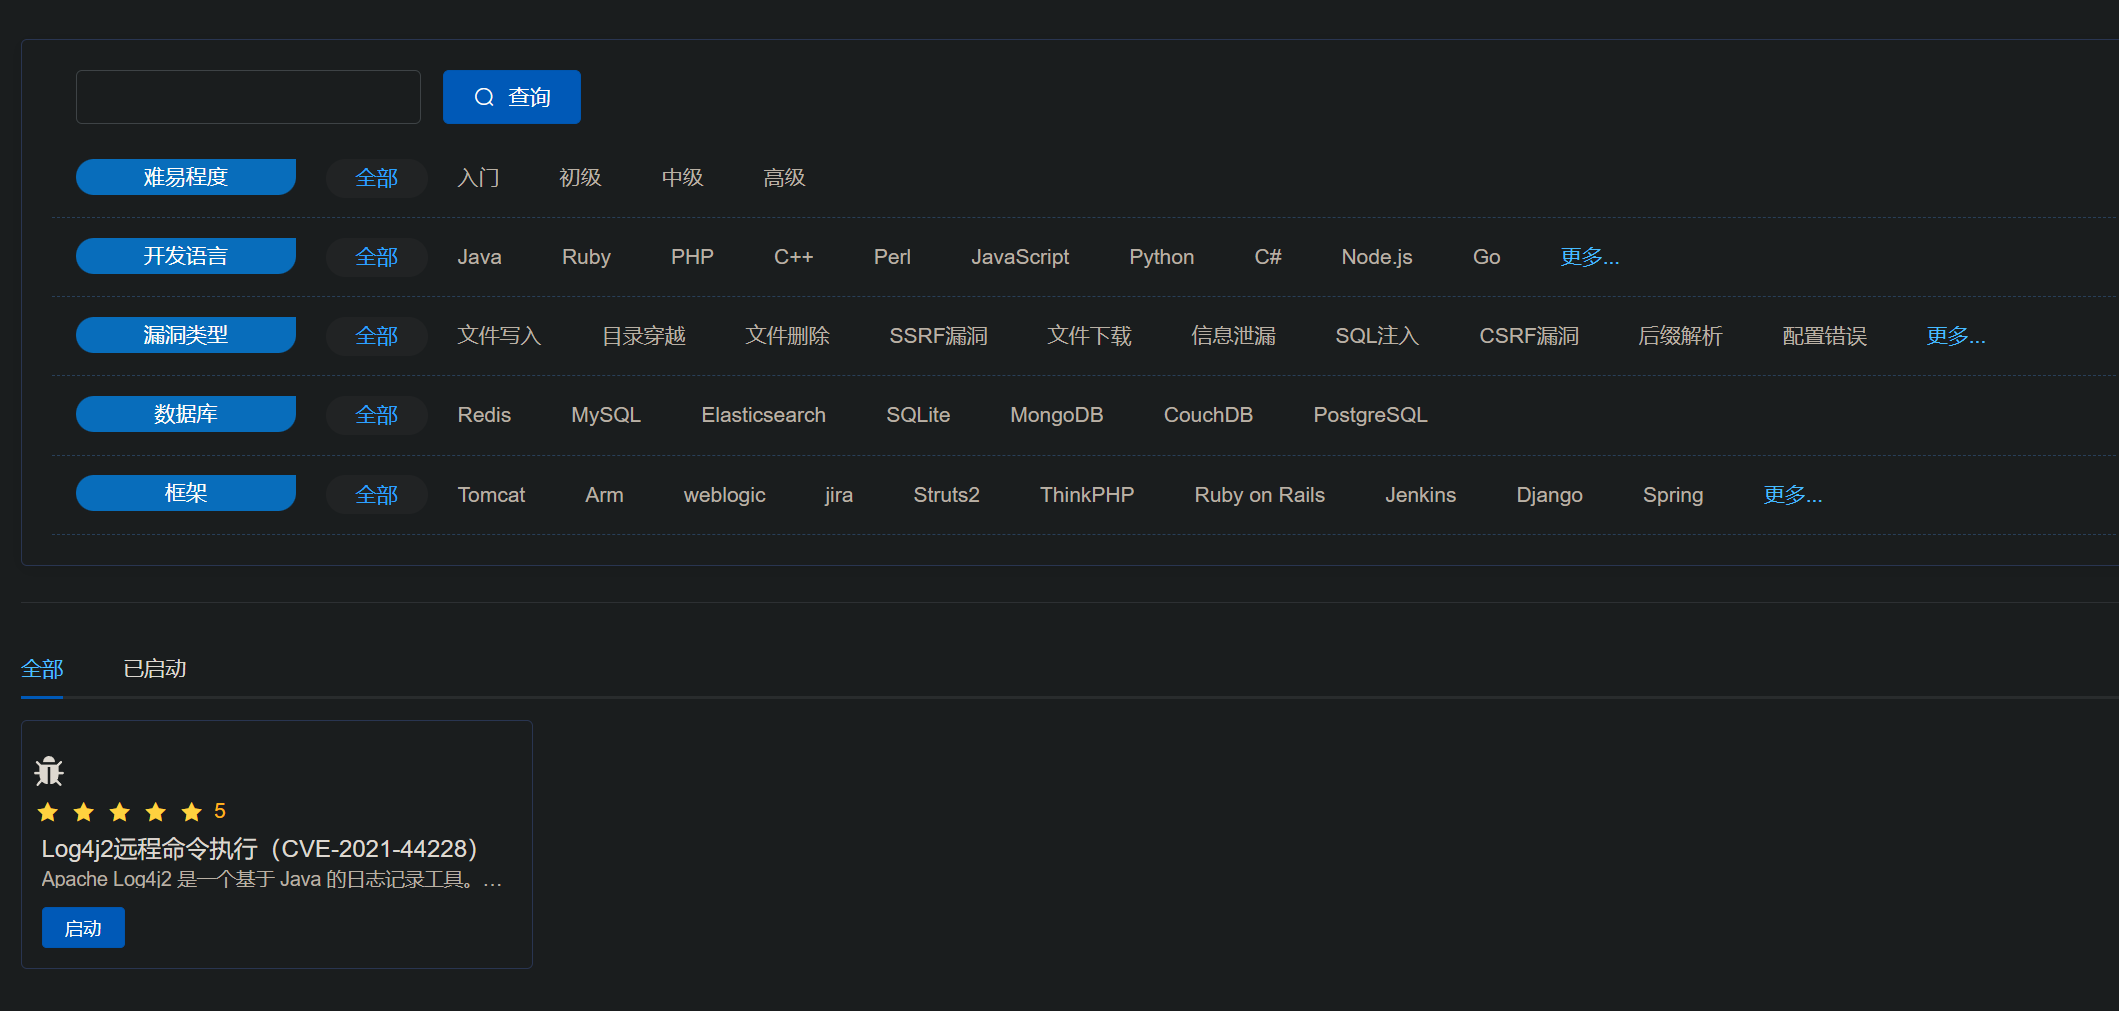 查询
难易程度 全部 入门 初级 中级 高级
开发语言 全部 Java Ruby PHP C++ Perl JavaScript Python C# Node.js Go 更多...
漏洞类型 全部 文件写入 目录穿越 文件删除 SSRF漏洞 文件下载 信息泄漏 SQL注入 CSRF漏洞 后缀解析 配置错误 更多...
数据库 全部 Redis MySQL Elasticsearch SQLite MongoDB CouchDB PostgreSQL
框架 全部 Tomcat Arm weblogic jira Struts2 ThinkPHP Ruby on Rails Jenkins Django Spring 更多...
全部 已启动
5
Log4j2远程命令执行（CVE-2021-44228）
Apache Log4j2 是一个基于 Java 的日志记录工具。...
启动